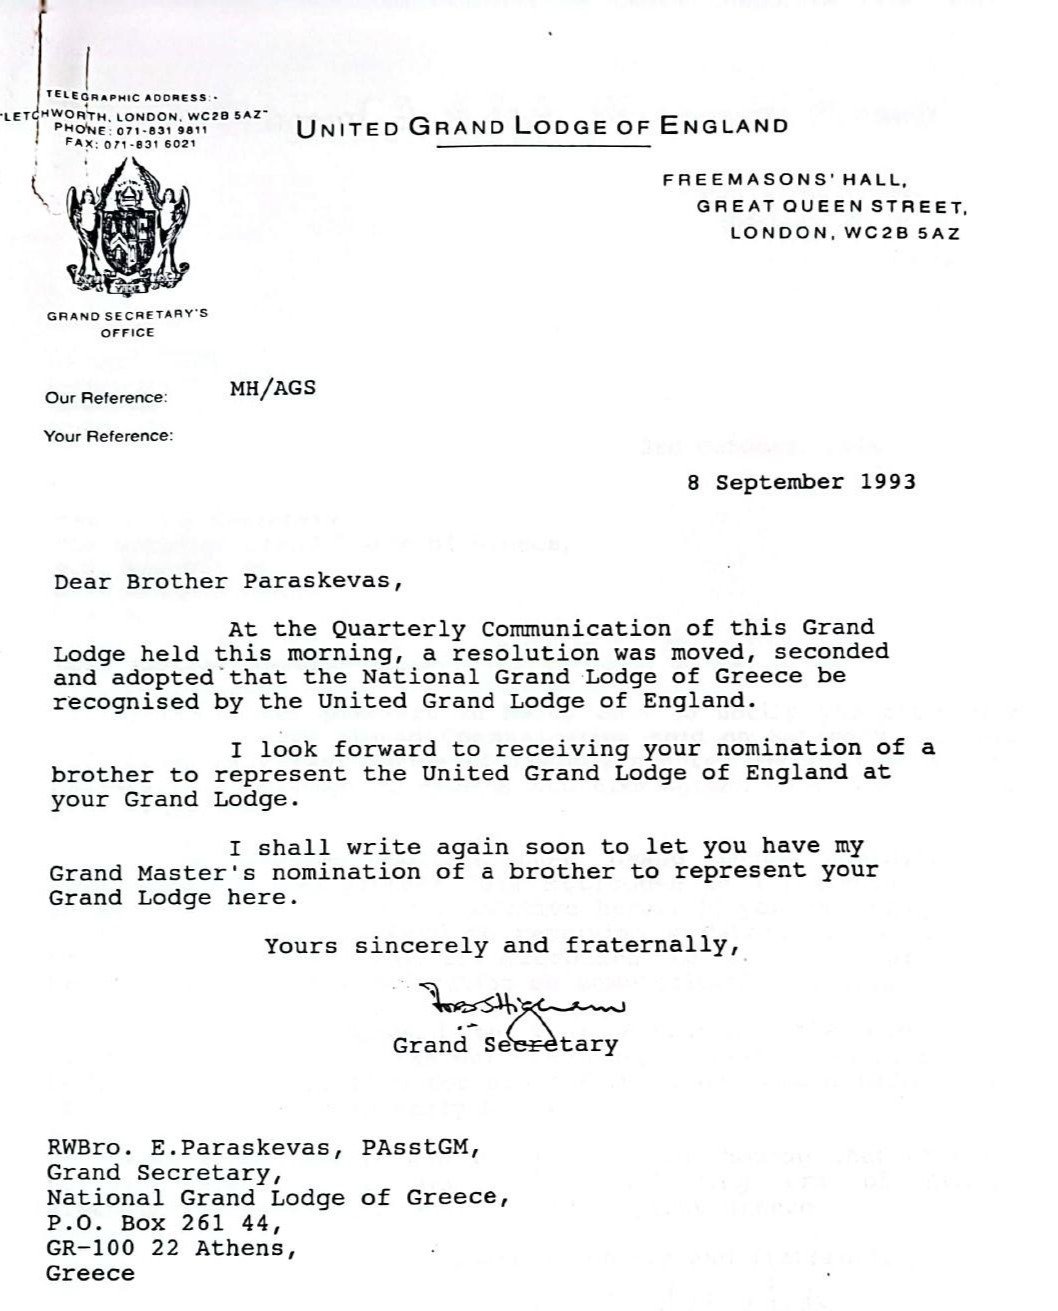 TELEGRAPHIC ADDRESS:-
"LETCHWORTH, LONDON, WC2B 5AZ"
PHONE: 071-831 9811
FAX: 071-831 6021
UNITED GRAND LODGE OF ENGLAND
FREEMASONS' HALL,
GREAT QUEEN STREET,
LONDON, WC2B 5AZ
GRAND SECRETARY'S
OFFICE
Our Reference: MH/AGS
Your Reference:
8 September 1993
Dear Brother Paraskevas,
At the Quarterly Communication of this Grand
Lodge held this morning, a resolution was moved, seconded
and adopted that the National Grand Lodge of Greece be
recognised by the United Grand Lodge of England.
I look forward to receiving your nomination of a
brother to represent the United Grand Lodge of England at
your Grand Lodge.
I shall write again soon to let you have my
Grand Master's nomination of a brother to represent your
Grand Lodge here.
Yours sincerely and fraternally,
Grand Secretary
RWBro. E.Paraskevas, PAsstGM,
Grand Secretary,
National Grand Lodge of Greece,
P.O. Box 261 44,
GR-100 22 Athens,
Greece